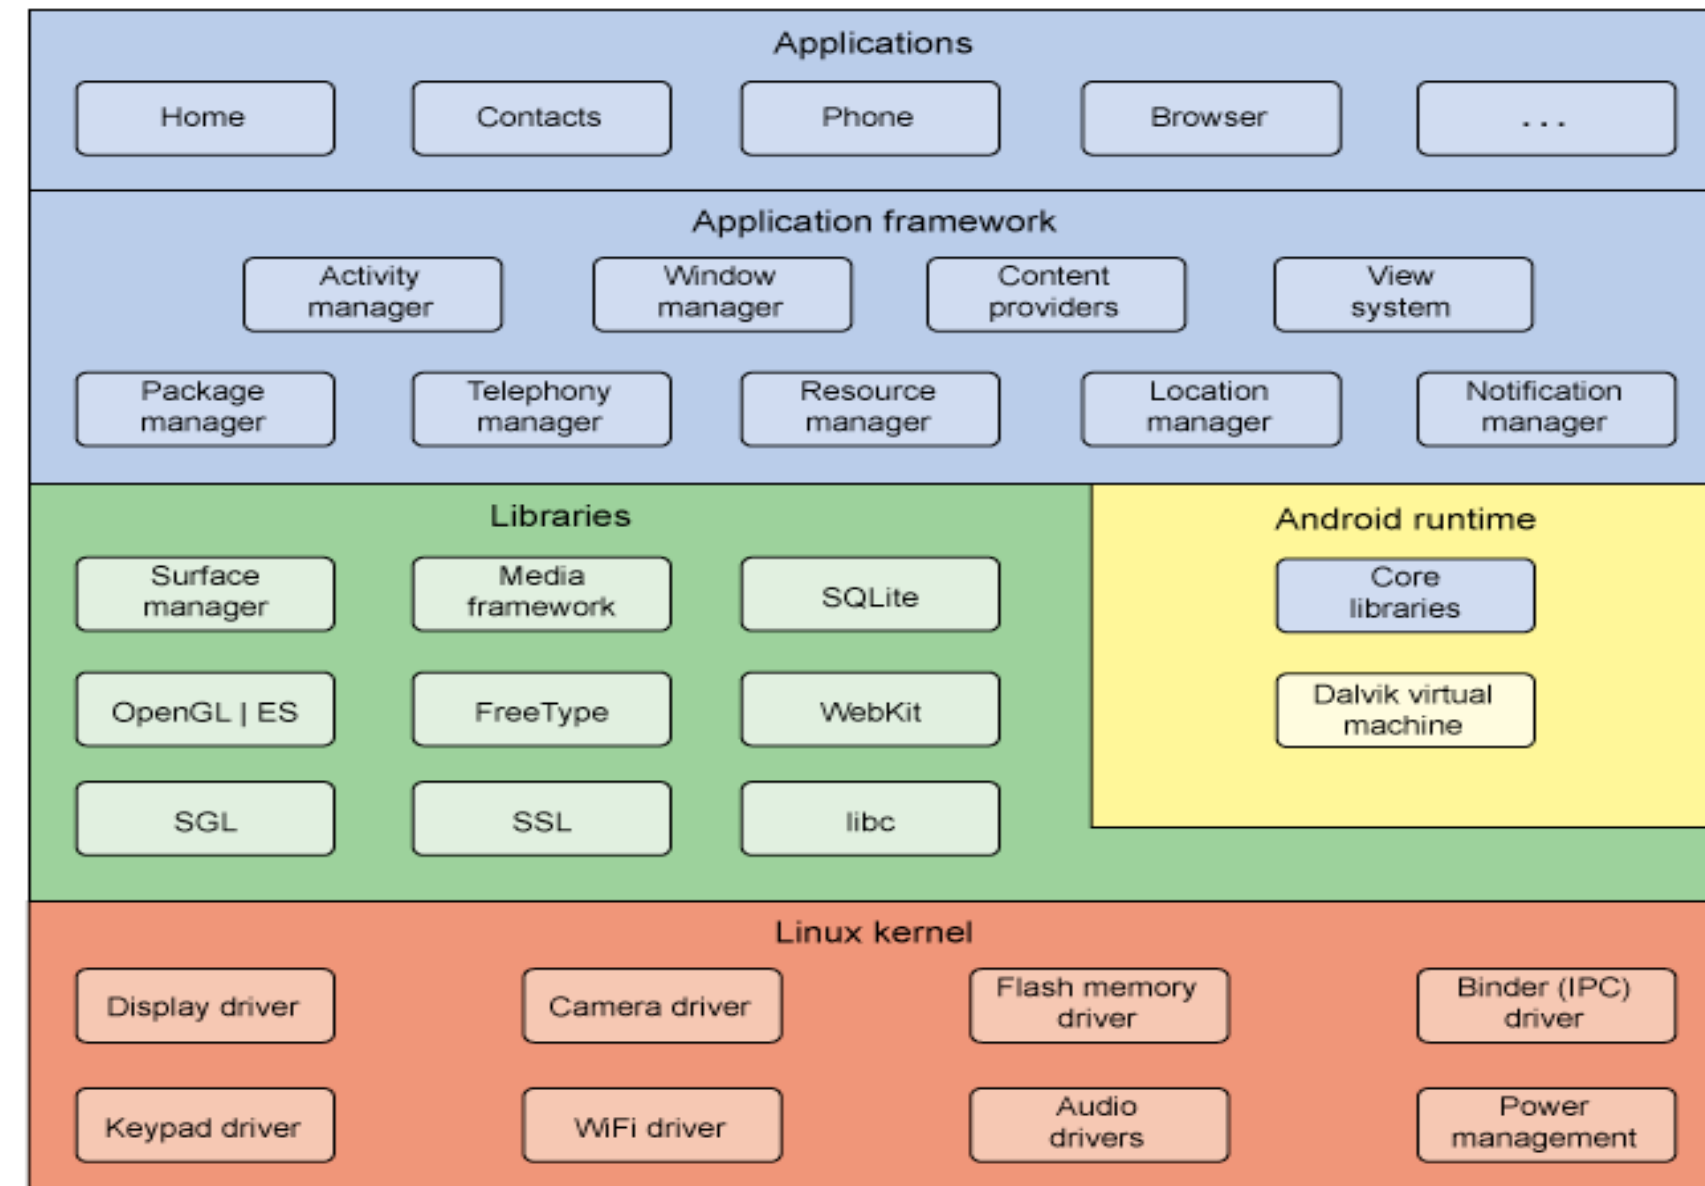 Applications
Home
Contacts
Phone
Browser
...
Application framework
Activity
manager
Window
manager
Content
providers
View
system
Package
manager
Telephony
manager
Resource
manager
Location
manager
Notification
manager
Libraries
Surface
manager
Media
framework
SQLite
OpenGL | ES
FreeType
WebKit
SGL
SSL
libc
Android runtime
Core
libraries
Dalvik virtual
machine
Linux kernel
Display driver
Camera driver
Flash memory
driver
Binder (IPC)
driver
Keypad driver
WiFi driver
Audio
drivers
Power
management